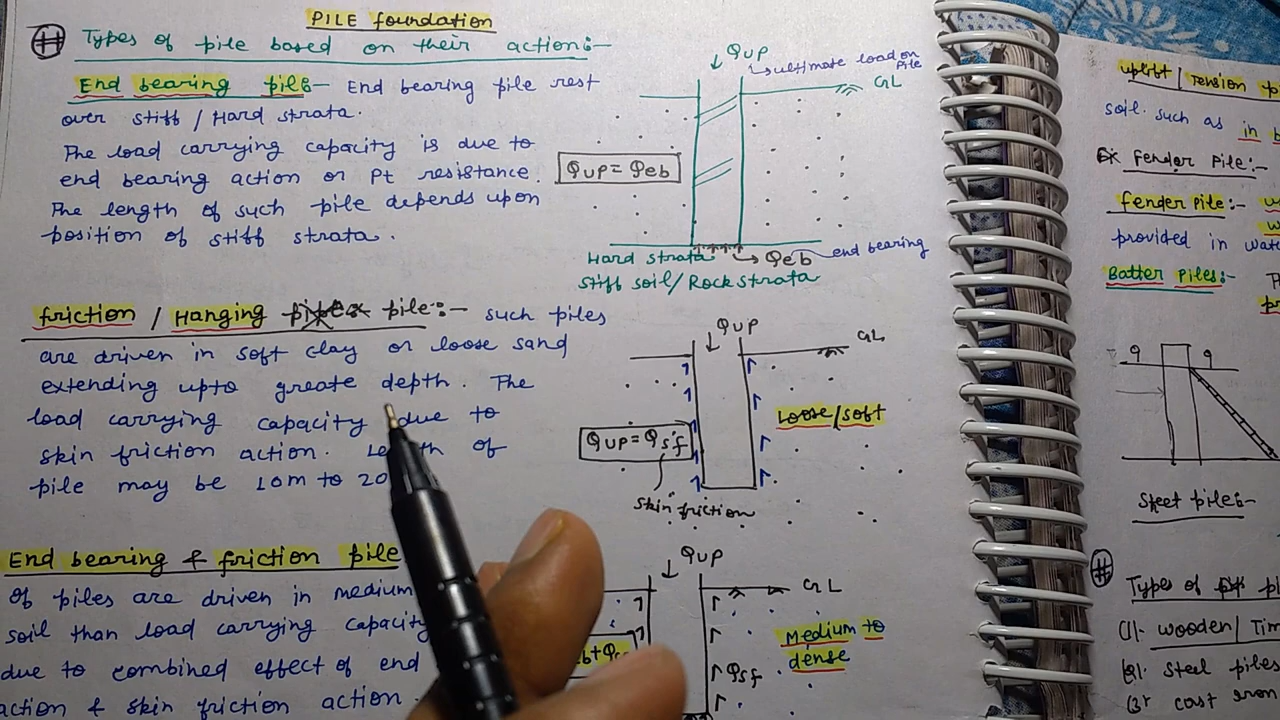 PILE foundation
Types of pile based on their action:-
End bearing pile:- End bearing pile rest
over stiff / Hard strata.
The load carrying capacity is due to
end bearing action or Pt resistance.
The length of such pile depends upon
position of stiff strata.
QUP
ultimate load on
Pile
GL
QUP = Qeb
Hard strata
Qeb
end bearing
Stiff soil/Rock strata
friction / Hanging pile:- such piles
are driven in soft clay or loose sand
extending upto greate depth. The
load carrying capacity due to
skin friction action. of
pile may be 10m to 20
QUP
GL
QUP = Qsf
Loose/soft
Skin friction
End bearing & friction pile
of piles are driven in medium
soil than load carrying capacity
due to combined effect of end
action & skin friction action.
QUP
GL
Medium to
dense
Qsf
uplift / Tension
soil. such as in
Ex Fender Pile:-
fender pile:-
provided in
Batter Piles:-
q
q
Sheet piles:-
Types of
(1). wooden/
(2). Steel piles
(3). cast iron